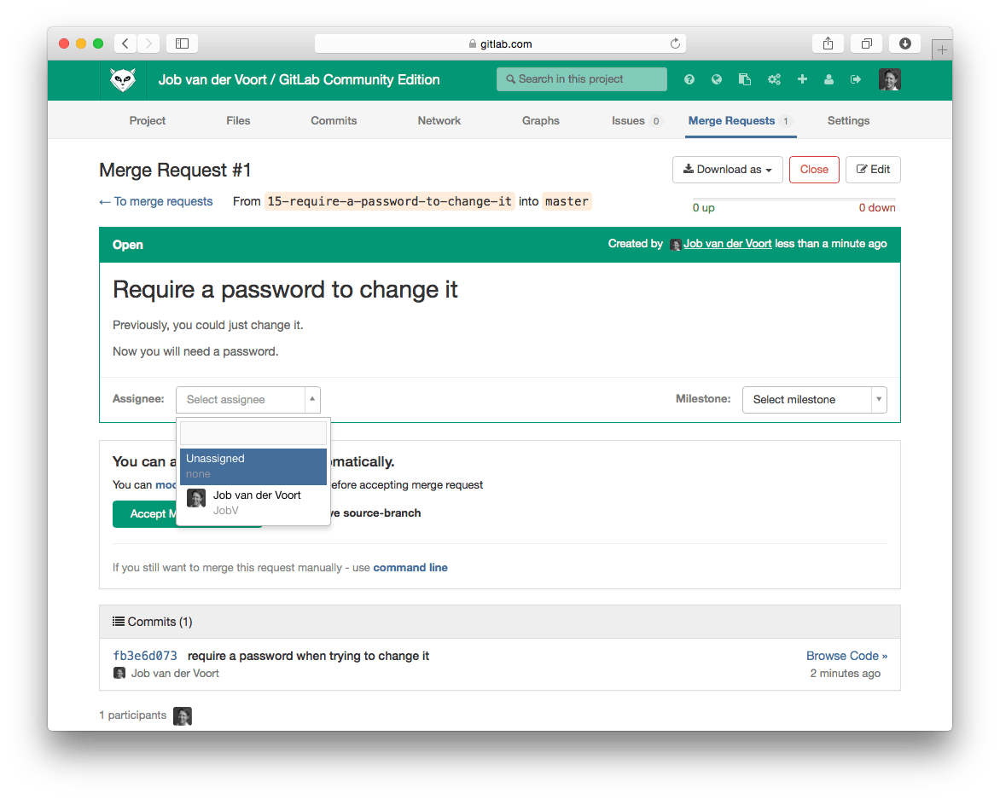 gitlab.com
Job van der Voort / GitLab Community Edition
Search in this project
Project Files Commits Network Graphs Issues 0 Merge Requests 1 Settings
Merge Request #1
Download as Close Edit
← To merge requests From 15-require-a-password-to-change-it into master
0 up 0 down
Open Created by Job van der Voort less than a minute ago
Require a password to change it
Previously, you could just change it.
Now you will need a password.
Assignee: Select assignee Milestone: Select milestone
Unassigned
none
Job van der Voort
JobV
You can a
matically.
You can mod
efore accepting merge request
Accept M
ve source-branch
If you still want to merge this request manually - use command line
Commits (1)
fb3e6d073 require a password when trying to change it Browse Code »
Job van der Voort 2 minutes ago
1 participants